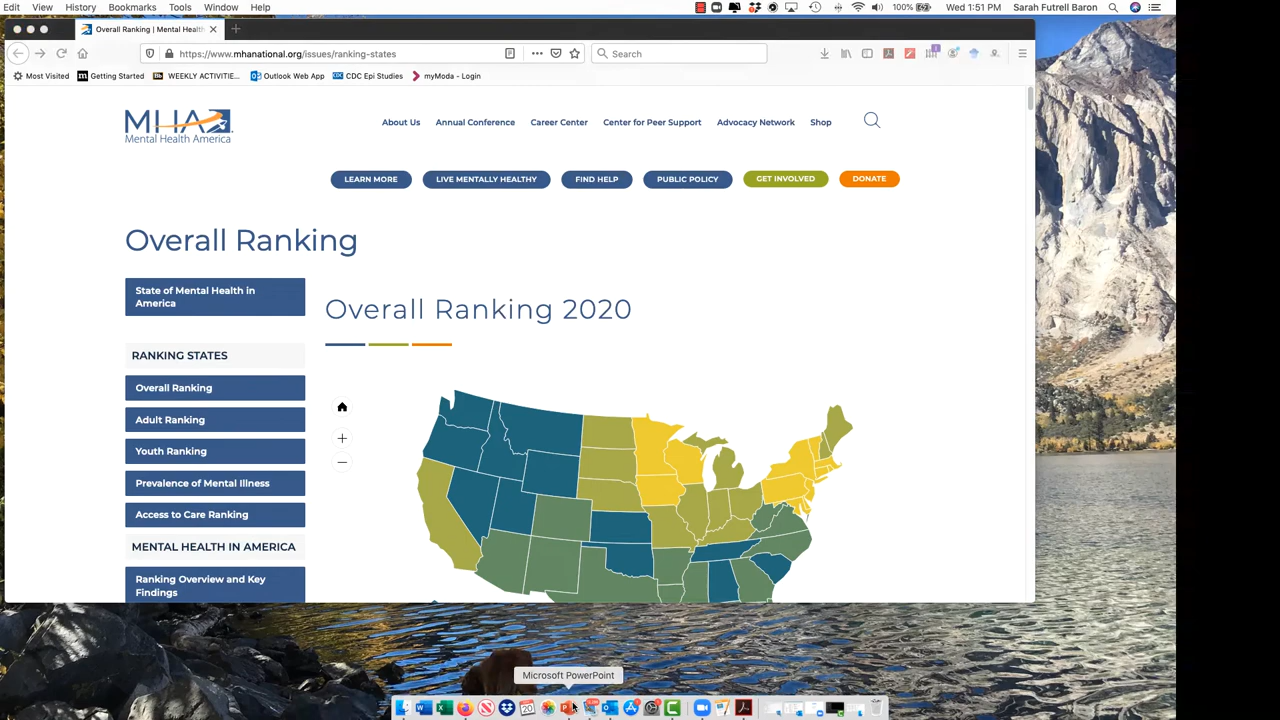 Edit View History Bookmarks Tools Window Help 100% Wed 1:51 PM Sarah Futrell Baron
Overall Ranking | Mental Health
https://www.mhanational.org/issues/ranking-states Search
Most Visited Getting Started WEEKLY ACTIVITIE... Outlook Web App CDC Epi Studies myModa - Login
MHA
Mental Health America
About Us Annual Conference Career Center Center for Peer Support Advocacy Network Shop
LEARN MORE LIVE MENTALLY HEALTHY FIND HELP PUBLIC POLICY GET INVOLVED DONATE
Overall Ranking
State of Mental Health in
America
Overall Ranking 2020
RANKING STATES
Overall Ranking
Adult Ranking
Youth Ranking
Prevalence of Mental Illness
Access to Care Ranking
MENTAL HEALTH IN AMERICA
Ranking Overview and Key
Findings
Microsoft PowerPoint